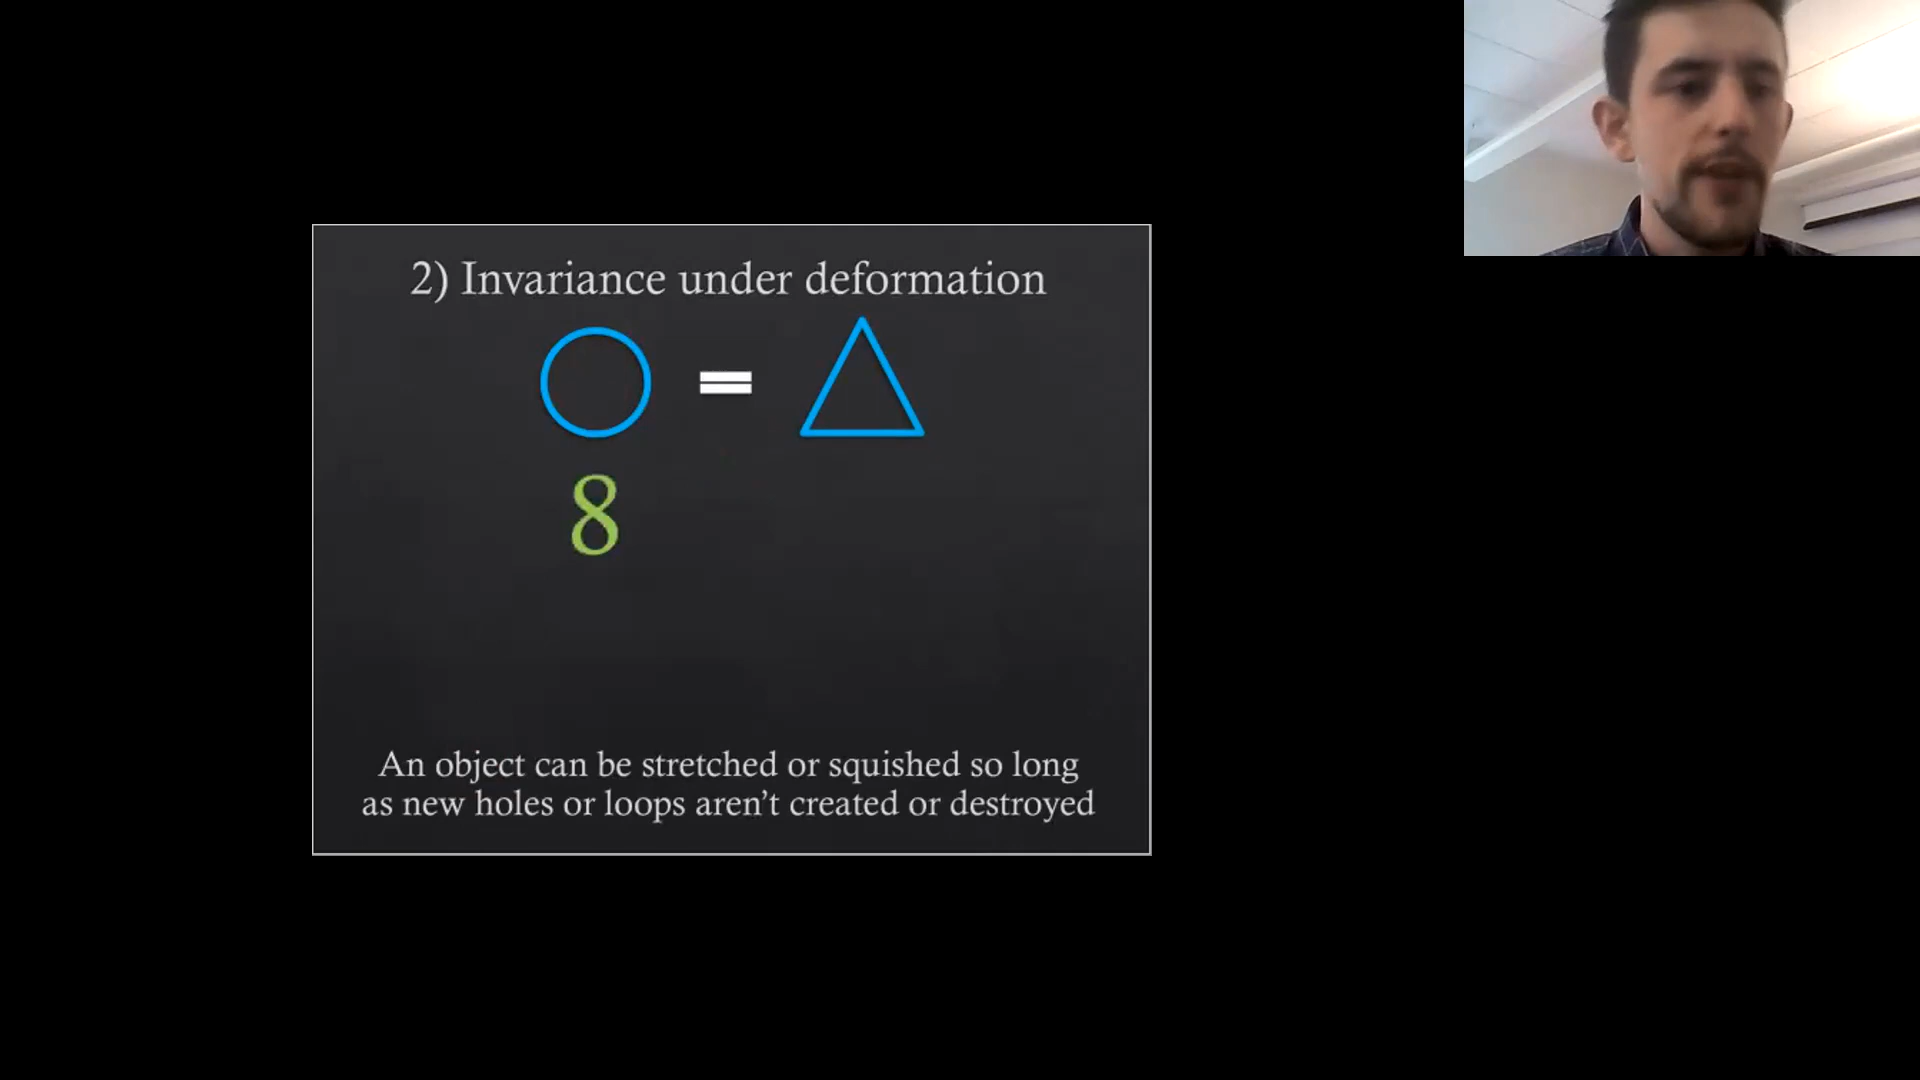 2) Invariance under deformation
=
8
An object can be stretched or squished so long
as new holes or loops aren't created or destroyed